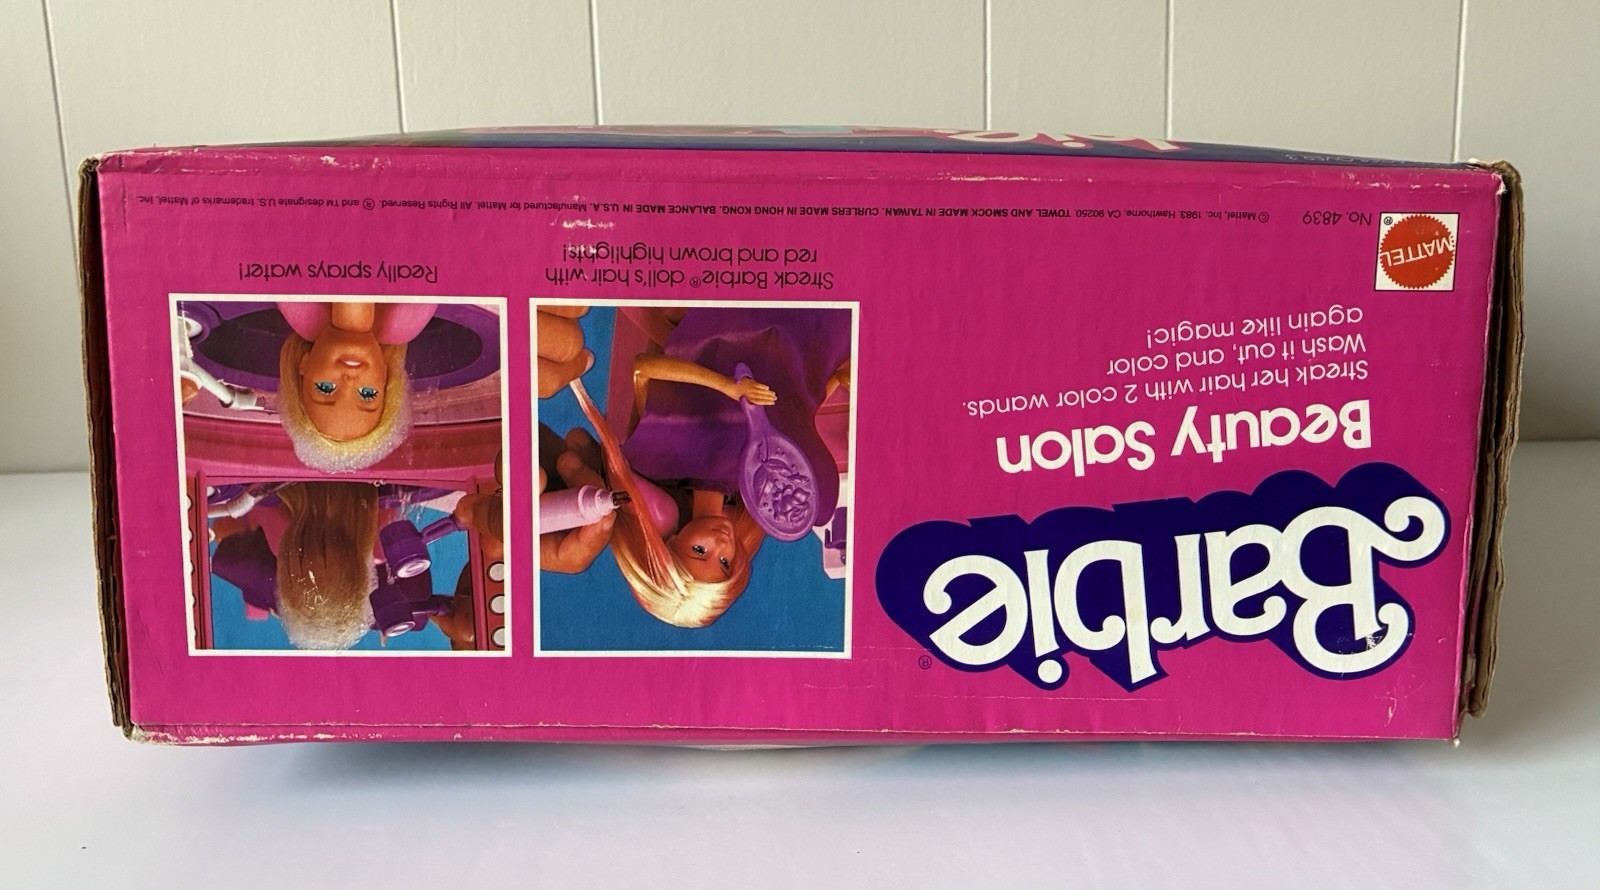 Barbie®
Beauty Salon
Streak her hair with 2 color wands.
Wash it out, and color
again like magic!
MATTEL®
Streak Barbie® doll's hair with
red and brown highlights!
Really sprays water!
No. 4839
© Mattel, Inc. 1983. Hawthorne, CA 90250. TOWEL AND SMOCK MADE IN TAIWAN. CURLERS MADE IN HONG KONG. BALANCE MADE IN U.S.A. Manufactured for Mattel. All Rights Reserved. ® and TM designate U.S. trademarks of Mattel, Inc.